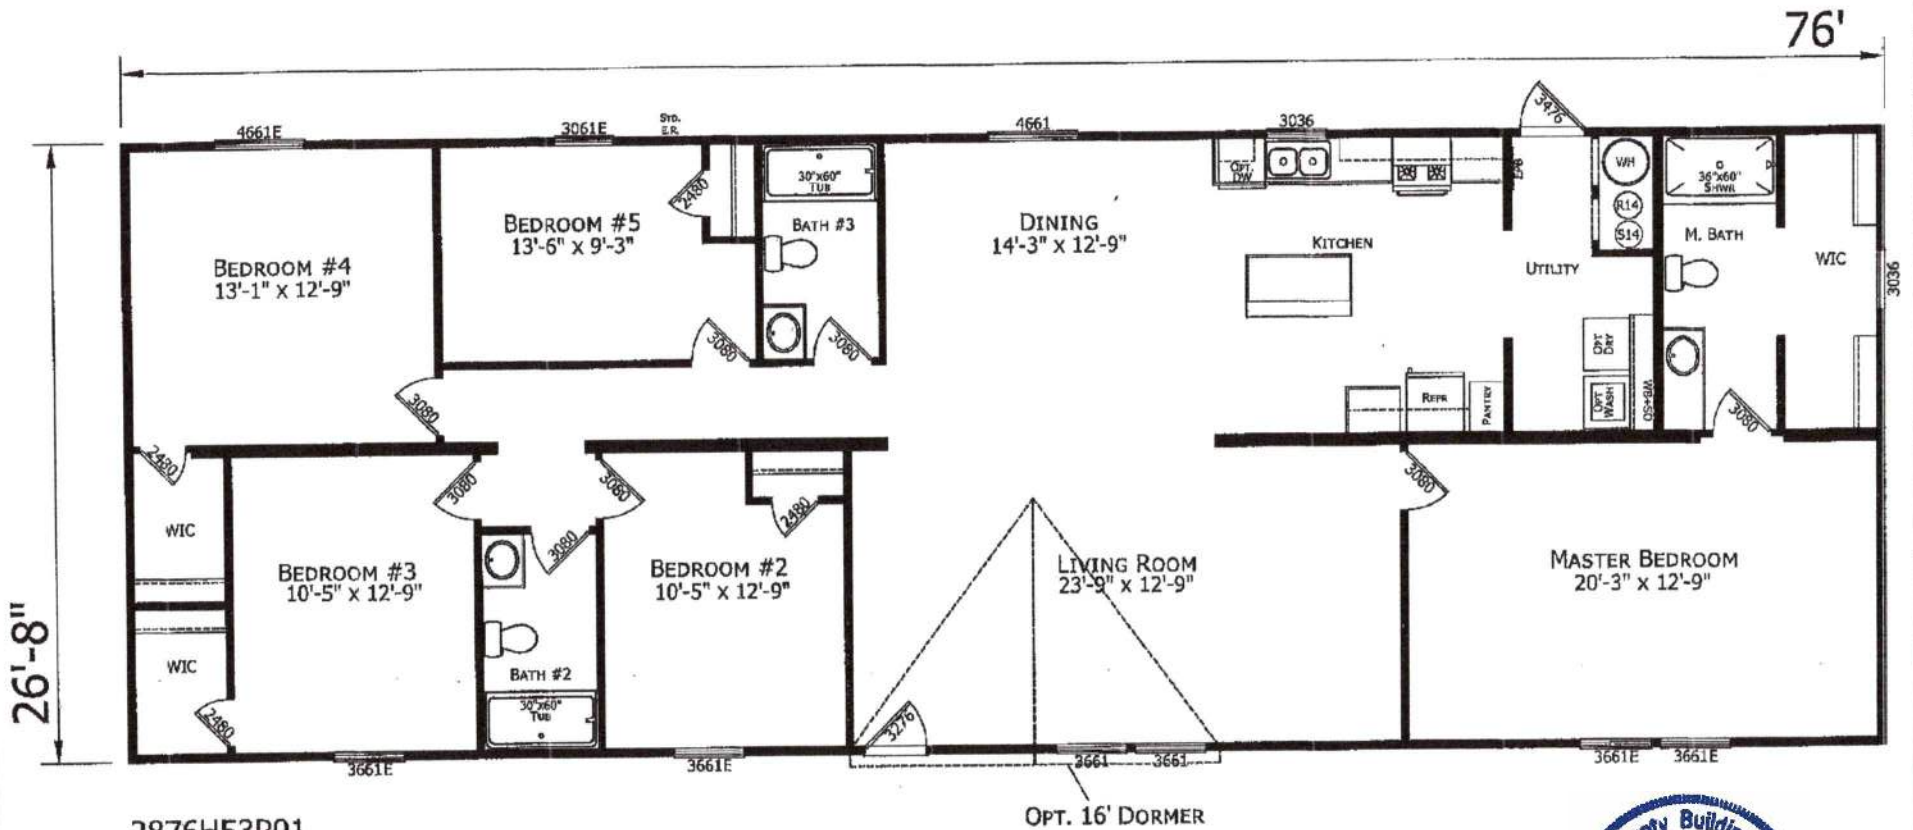 76'
26'-8"
4661E
3061E
STD.
E.R.
4661
3036
3476
BEDROOM #4
13'-1" X 12'-9"
BEDROOM #5
13'-6" X 9'-3"
2480
30"x60"
TUB
BATH #3
3080
3080
3080
DINING
14'-3" X 12'-9"
OPT.
DW
KITCHEN
REFR
PANTRY
UTILITY
WH
R14
S14
OPT
DRY
OPT
WASH
36"x60"
SHWR
M. BATH
3080
WIC
3036
2480
WIC
WIC
2480
BEDROOM #3
10'-5" X 12'-9"
3080
3080
3080
BATH #2
30"x60"
TUB
BEDROOM #2
10'-5" X 12'-9"
2480
LIVING ROOM
23'-9" X 12'-9"
3276
3080
MASTER BEDROOM
20'-3" X 12'-9"
3661E
3661E
3661
3661
3661E
3661E
OPT. 16' DORMER